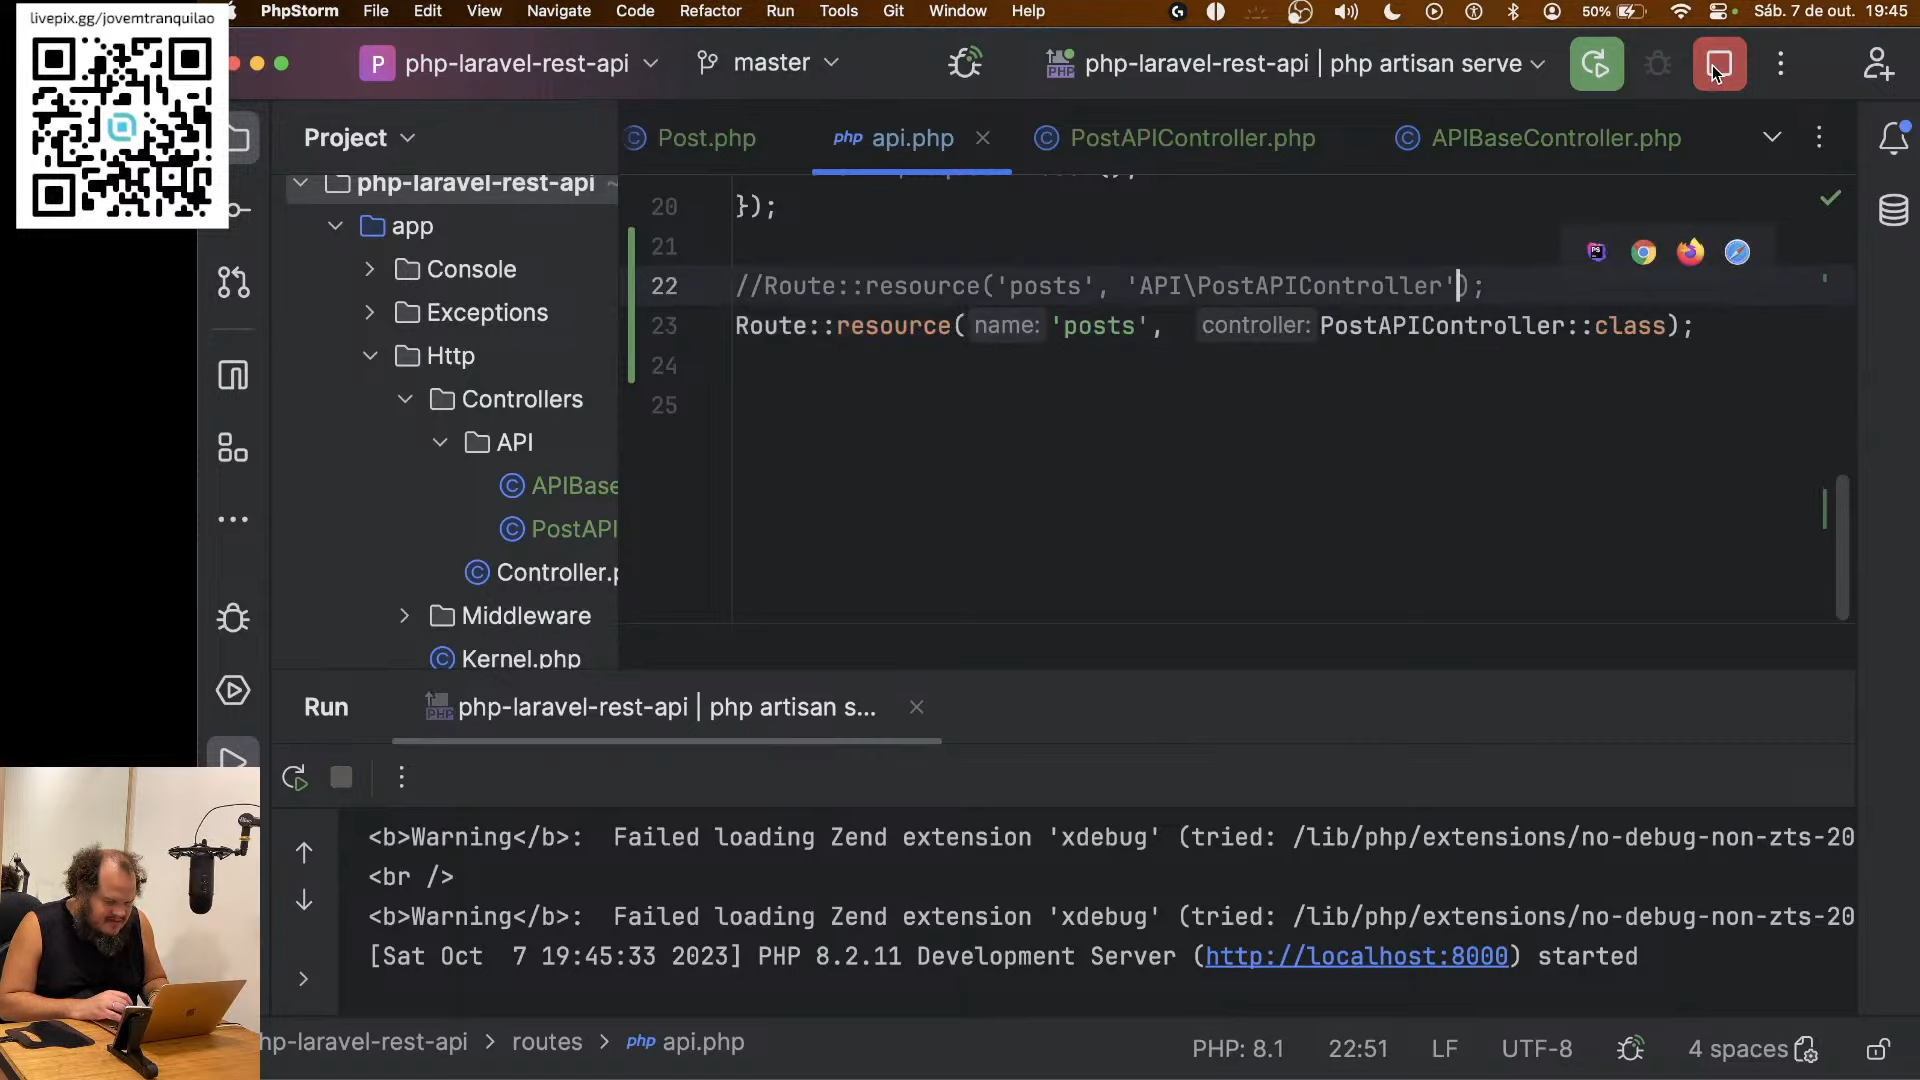 livepix.gg/jovemtranquilao
PhpStorm File Edit View Navigate Code Refactor Run Tools Git Window Help 50% Sáb. 7 de out. 19:45
P php-laravel-rest-api master php-laravel-rest-api | php artisan serve
Project
Post.php php api.php PostAPIController.php APIBaseController.php
php-laravel-rest-api
app
Console
Exceptions
Http
Controllers
API
APIBase
PostAPI
Controller.p
Middleware
Kernel.php
20 });
21
22 //Route::resource('posts', 'API\PostAPIController');
23 Route::resource( name: 'posts', controller: PostAPIController::class);
24
25
Run php-laravel-rest-api | php artisan s...
<b>Warning</b>: Failed loading Zend extension 'xdebug' (tried: /lib/php/extensions/no-debug-non-zts-20
<br />
<b>Warning</b>: Failed loading Zend extension 'xdebug' (tried: /lib/php/extensions/no-debug-non-zts-20
[Sat Oct 7 19:45:33 2023] PHP 8.2.11 Development Server (http://localhost:8000) started
hp-laravel-rest-api > routes > php api.php PHP: 8.1 22:51 LF UTF-8 4 spaces